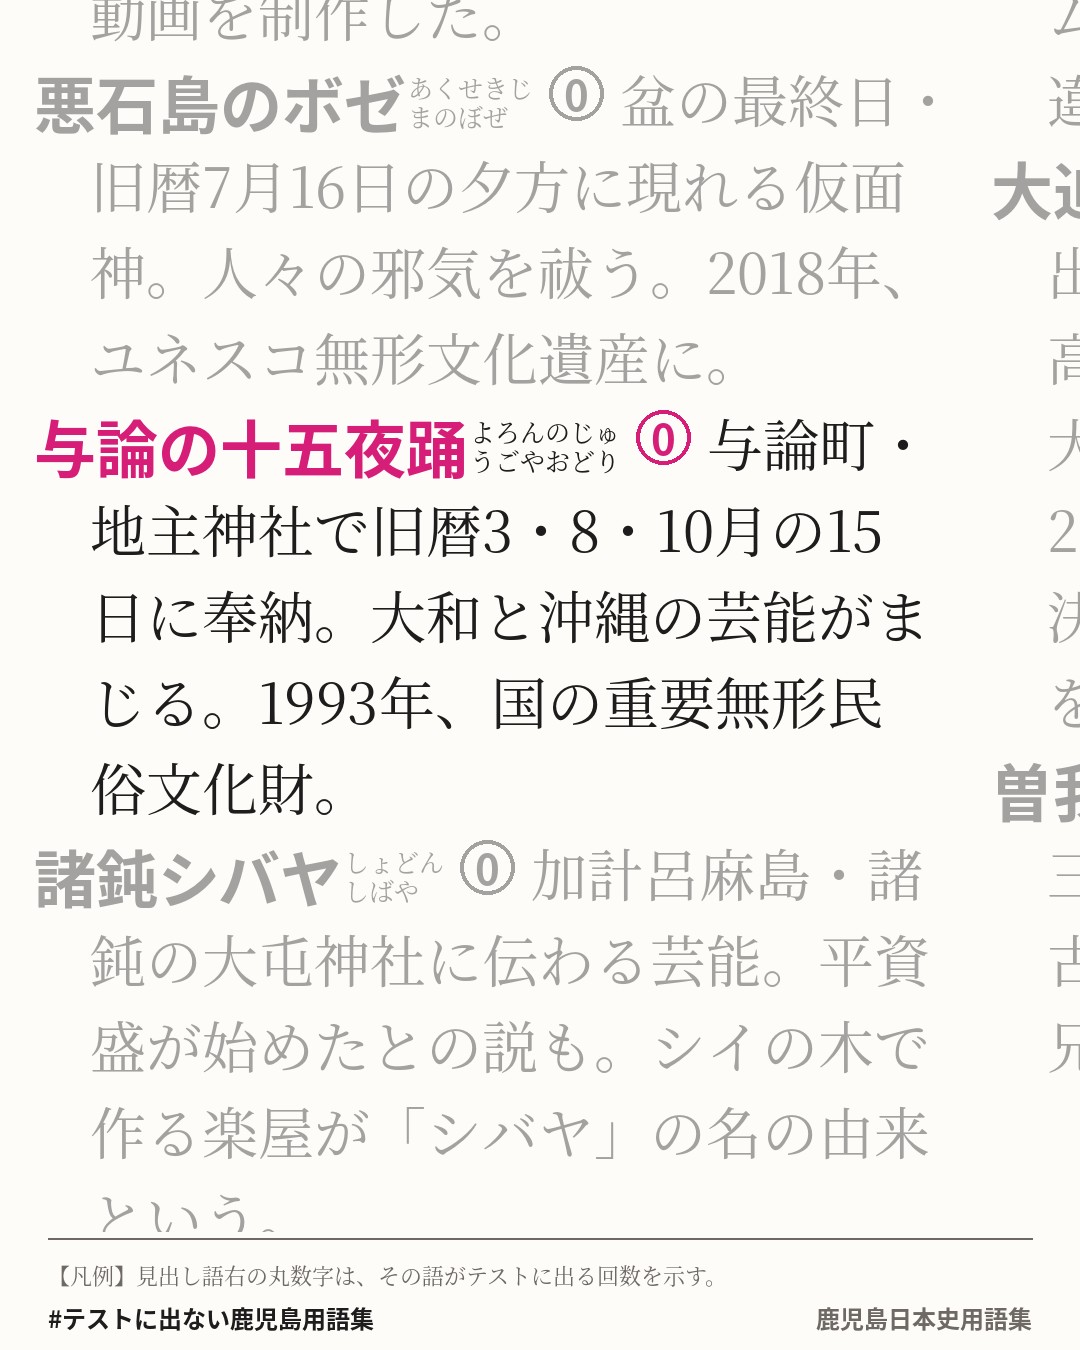 動画を制作した。
悪石島のボゼ あくせきじまのぼぜ ⓪ 盆の最終日・
旧暦7月16日の夕方に現れる仮面
神。人々の邪気を祓う。2018年、
ユネスコ無形文化遺産に。
与論の十五夜踊 よろんのじゅうごやおどり ⓪ 与論町・
地主神社で旧暦3・8・10月の15
日に奉納。大和と沖縄の芸能がま
じる。1993年、国の重要無形民
俗文化財。
諸鈍シバヤ しょどんしばや ⓪ 加計呂麻島・諸
鈍の大屯神社に伝わる芸能。平資
盛が始めたとの説も。シイの木で
作る楽屋が「シバヤ」の名の由来
という。
大
出
高
大
2
決
を
曽我
三
古
兄
【凡例】見出し語右の丸数字は、その語がテストに出る回数を示す。
#テストに出ない鹿児島用語集
鹿児島日本史用語集